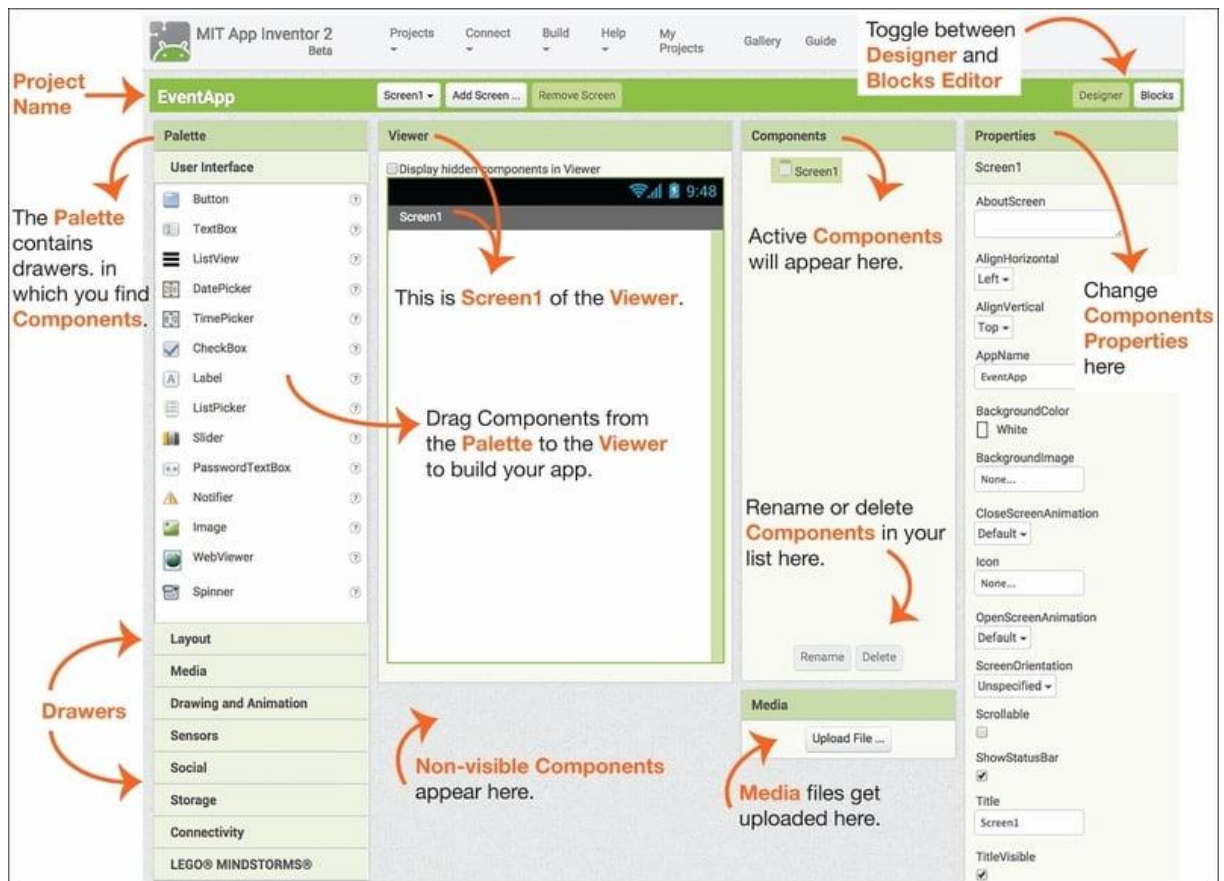 MIT App Inventor 2
Beta
Projects
Connect
Build
Help
My
Projects
Gallery
Guide
Toggle between
Designer and
Blocks Editor
Project
Name
EventApp
Screen1
Add Screen ...
Remove Screen
Designer
Blocks
Palette
User Interface
Button
TextBox
ListView
DatePicker
TimePicker
CheckBox
Label
ListPicker
Slider
PasswordTextBox
Notifier
Image
WebViewer
Spinner
Layout
Media
Drawing and Animation
Sensors
Social
Storage
Connectivity
LEGO® MINDSTORMS®
The Palette
contains
drawers. in
which you find
Components.
Drawers
Viewer
Display hidden components in Viewer
9:48
Screen1
This is Screen1 of the Viewer.
Drag Components from
the Palette to the Viewer
to build your app.
Non-visible Components
appear here.
Components
Screen1
Active Components
will appear here.
Rename or delete
Components in your
list here.
Rename
Delete
Media
Upload File ...
Media files get
uploaded here.
Properties
Screen1
AboutScreen
AlignHorizontal
Left
AlignVertical
Top
AppName
EventApp
Change
Components
Properties
here
BackgroundColor
White
BackgroundImage
None...
CloseScreenAnimation
Default
Icon
None...
OpenScreenAnimation
Default
ScreenOrientation
Unspecified
Scrollable
ShowStatusBar
Title
Screen1
TitleVisible